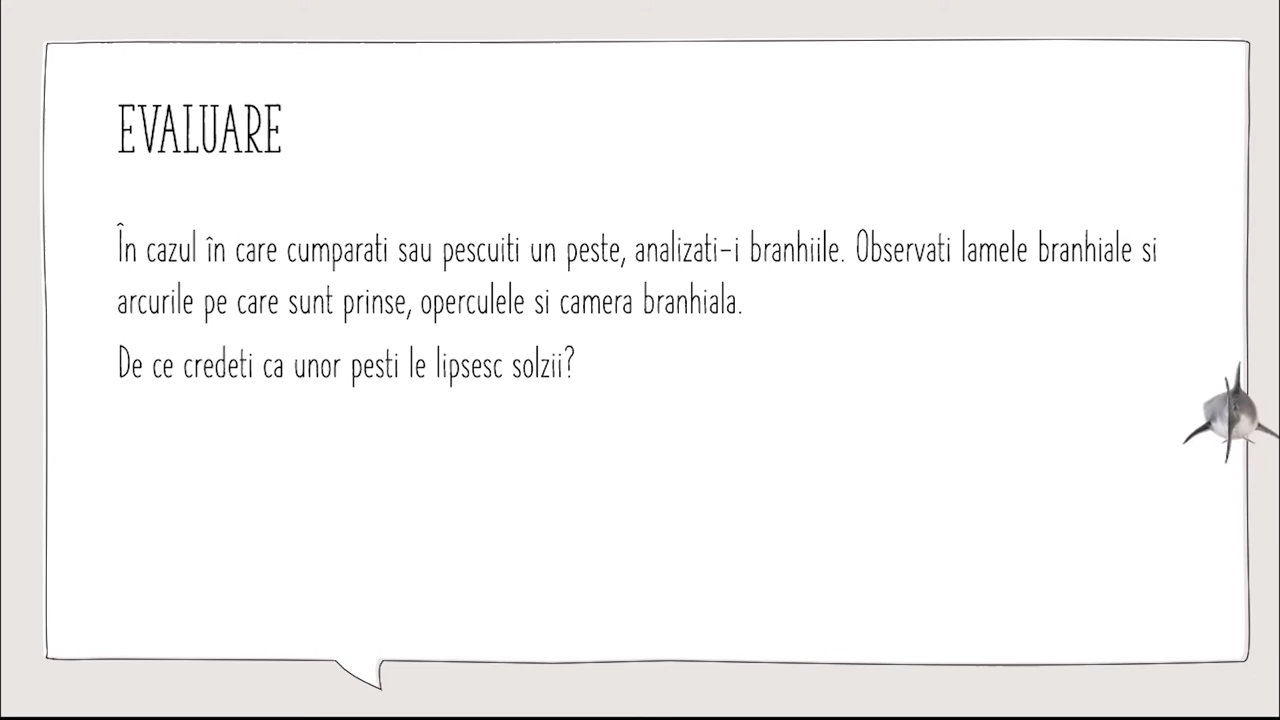 EVALUARE
În cazul în care cumparati sau pescuiti un peste, analizati-i branhiile. Observati lamele branhiale si
arcurile pe care sunt prinse, operculele si camera branhiala.
De ce credeti ca unor pesti le lipsesc solzii?